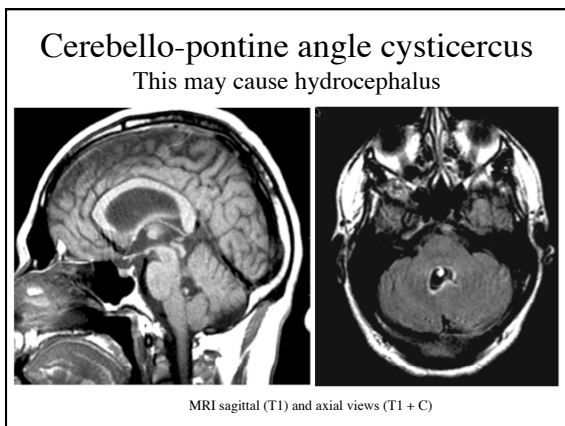 Cerebello-pontine angle cysticercus
This may cause hydrocephalus
MRI sagittal (T1) and axial views (T1 + C)